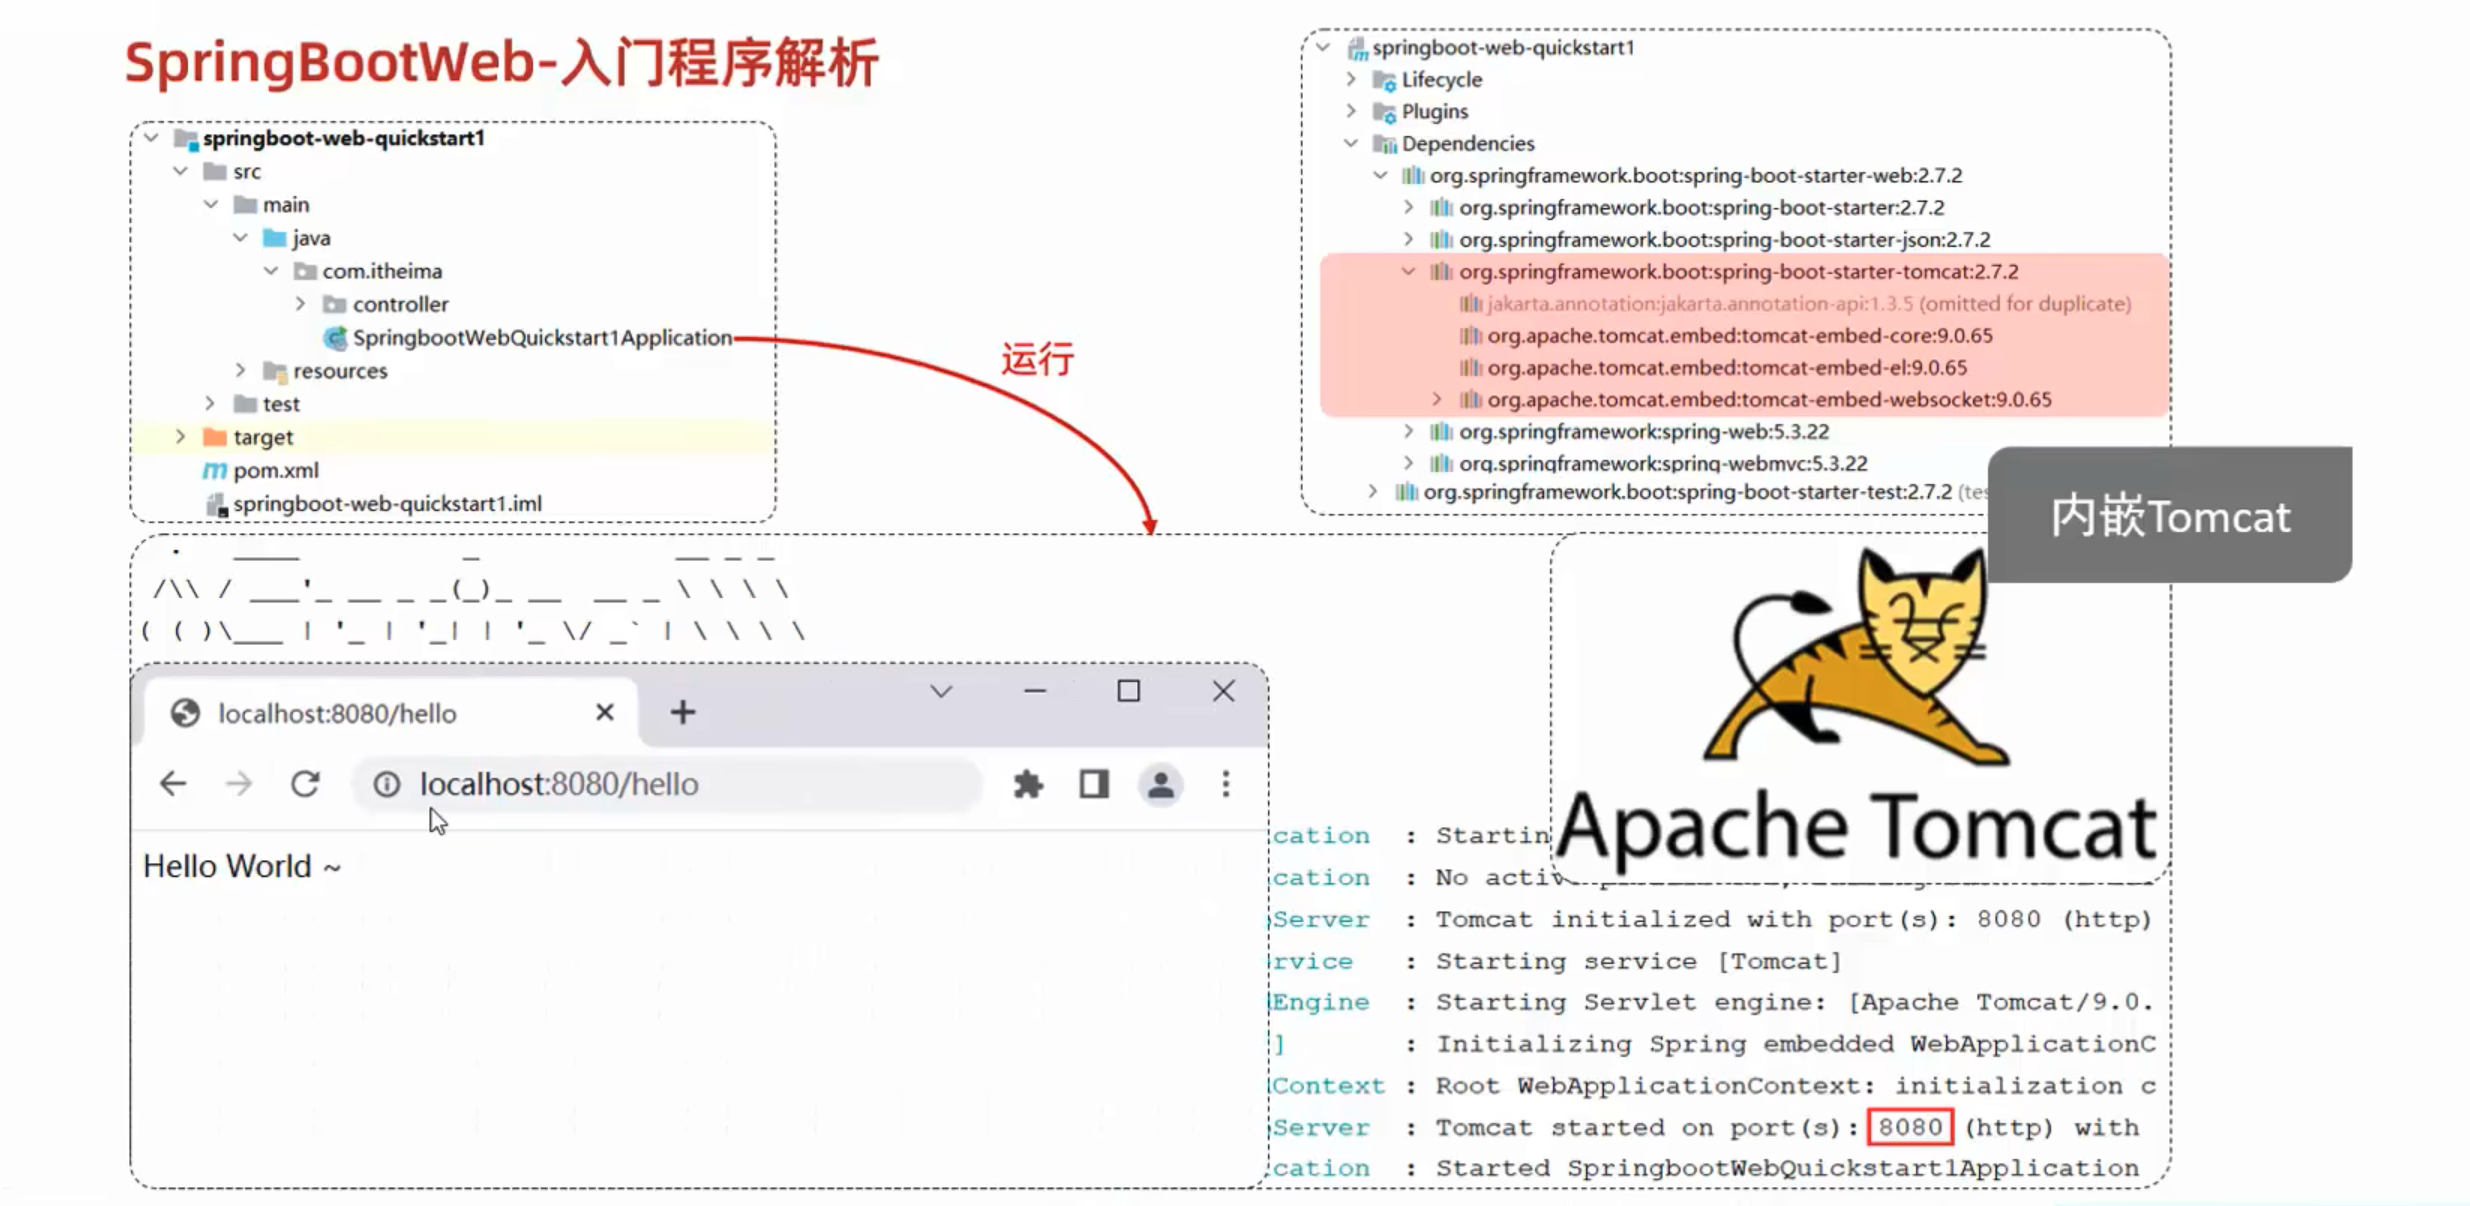 SpringBootWeb-入门程序解析
springboot-web-quickstart1
src
main
java
com.itheima
controller
SpringbootWebQuickstart1Application
resources
test
target
pom.xml
springboot-web-quickstart1.iml
运行
springboot-web-quickstart1
Lifecycle
Plugins
Dependencies
org.springframework.boot:spring-boot-starter-web:2.7.2
org.springframework.boot:spring-boot-starter:2.7.2
org.springframework.boot:spring-boot-starter-json:2.7.2
org.springframework.boot:spring-boot-starter-tomcat:2.7.2
jakarta.annotation:jakarta.annotation-api:1.3.5 (omitted for duplicate)
org.apache.tomcat.embed:tomcat-embed-core:9.0.65
org.apache.tomcat.embed:tomcat-embed-el:9.0.65
org.apache.tomcat.embed:tomcat-embed-websocket:9.0.65
org.springframework:spring-web:5.3.22
org.springframework:spring-webmvc:5.3.22
org.springframework.boot:spring-boot-starter-test:2.7.2 (tes
内嵌Tomcat
Apache Tomcat
localhost:8080/hello
localhost:8080/hello
Hello World ~
cation : Startin
cation : No activ
Server : Tomcat initialized with port(s): 8080 (http)
rvice : Starting service [Tomcat]
Engine : Starting Servlet engine: [Apache Tomcat/9.0.
] : Initializing Spring embedded WebApplicationC
Context : Root WebApplicationContext: initialization c
Server : Tomcat started on port(s): 8080 (http) with
cation : Started SpringbootWebQuickstart1Application